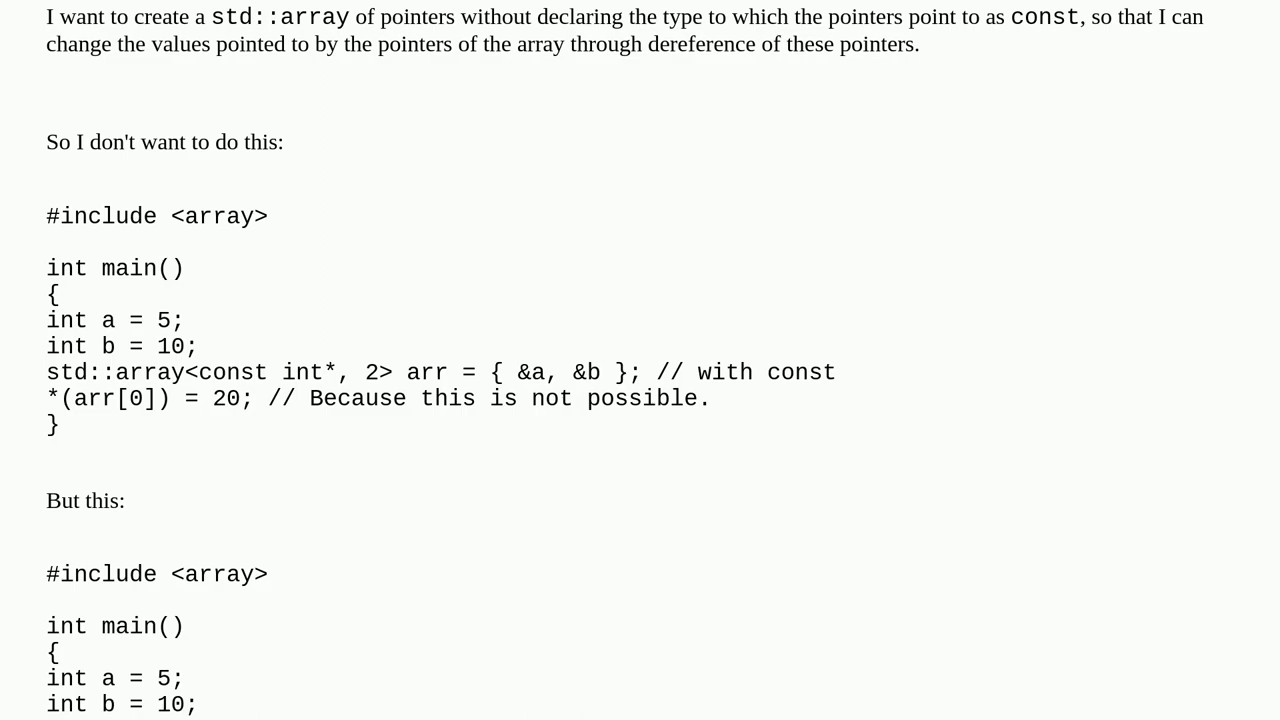 I want to create a std::array of pointers without declaring the type to which the pointers point to as const, so that I can
change the values pointed to by the pointers of the array through dereference of these pointers.
So I don't want to do this:
#include <array>
int main()
{
int a = 5;
int b = 10;
std::array<const int*, 2> arr = { &a, &b }; // with const
*(arr[0]) = 20; // Because this is not possible.
}
But this:
#include <array>
int main()
{
int a = 5;
int b = 10;